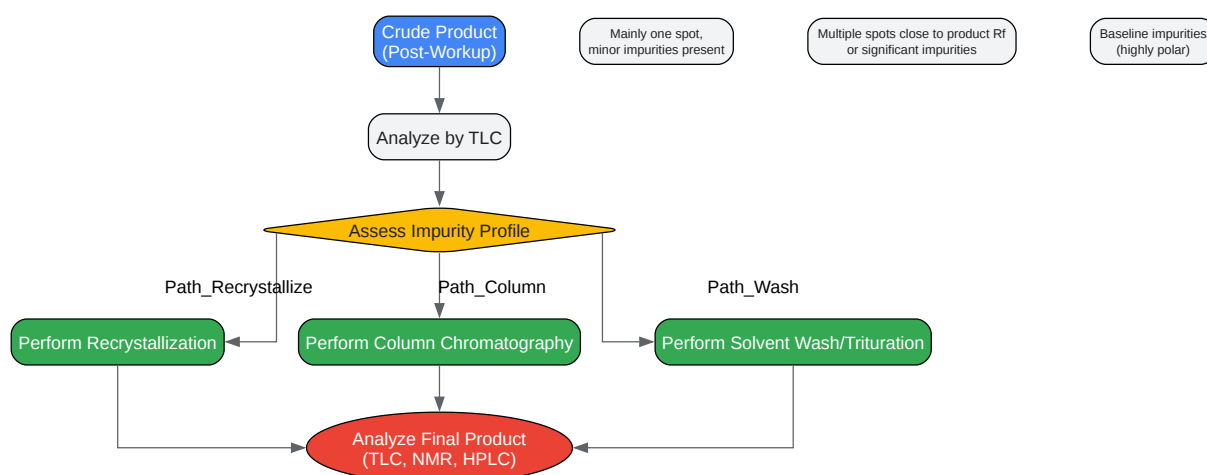 Crude Product
(Post-Workup)
Mainly one spot,
minor impurities present
Multiple spots close to product Rf
or significant impurities
Baseline impurities
(highly polar)
Analyze by TLC
Assess Impurity Profile
Path_Recrystallize
Path_Column
Path_Wash
Perform Recrystallization
Perform Column Chromatography
Perform Solvent Wash/Trituration
Analyze Final Product
(TLC, NMR, HPLC)